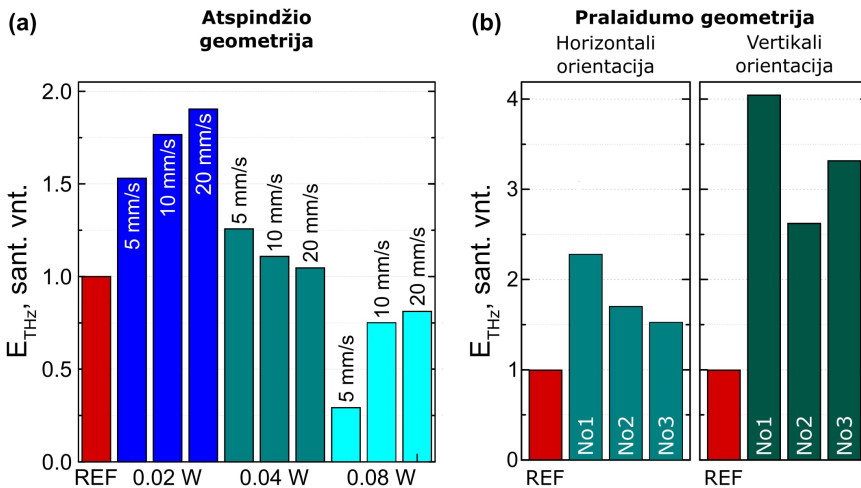 (a)
Atspindžio
geometrija
E_THz, sant. vnt.
2.0
1.5
1.0
0.5
0.0
5 mm/s
10 mm/s
20 mm/s
5 mm/s
10 mm/s
20 mm/s
5 mm/s
10 mm/s
20 mm/s
REF 0.02 W 0.04 W 0.08 W
(b)
Pralaidumo geometrija
Horizontali
orientacija
Vertikali
orientacija
E_THz, sant. vnt.
4
3
2
1
0
No1
No2
No3
No1
No2
No3
REF
REF